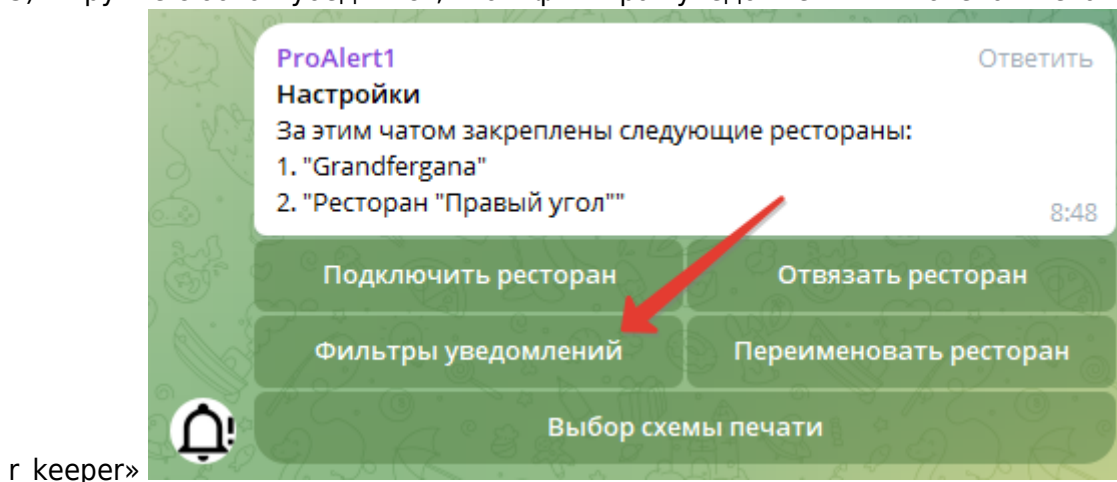 ProAlert1 Ответить
Настройки
За этим чатом закреплены следующие рестораны:
1. "Grandfergana"
2. "Ресторан "Правый угол""
8:48
Подключить ресторан Отвязать ресторан
Фильтры уведомлений Переименовать ресторан
Выбор схемы печати
r keeper»